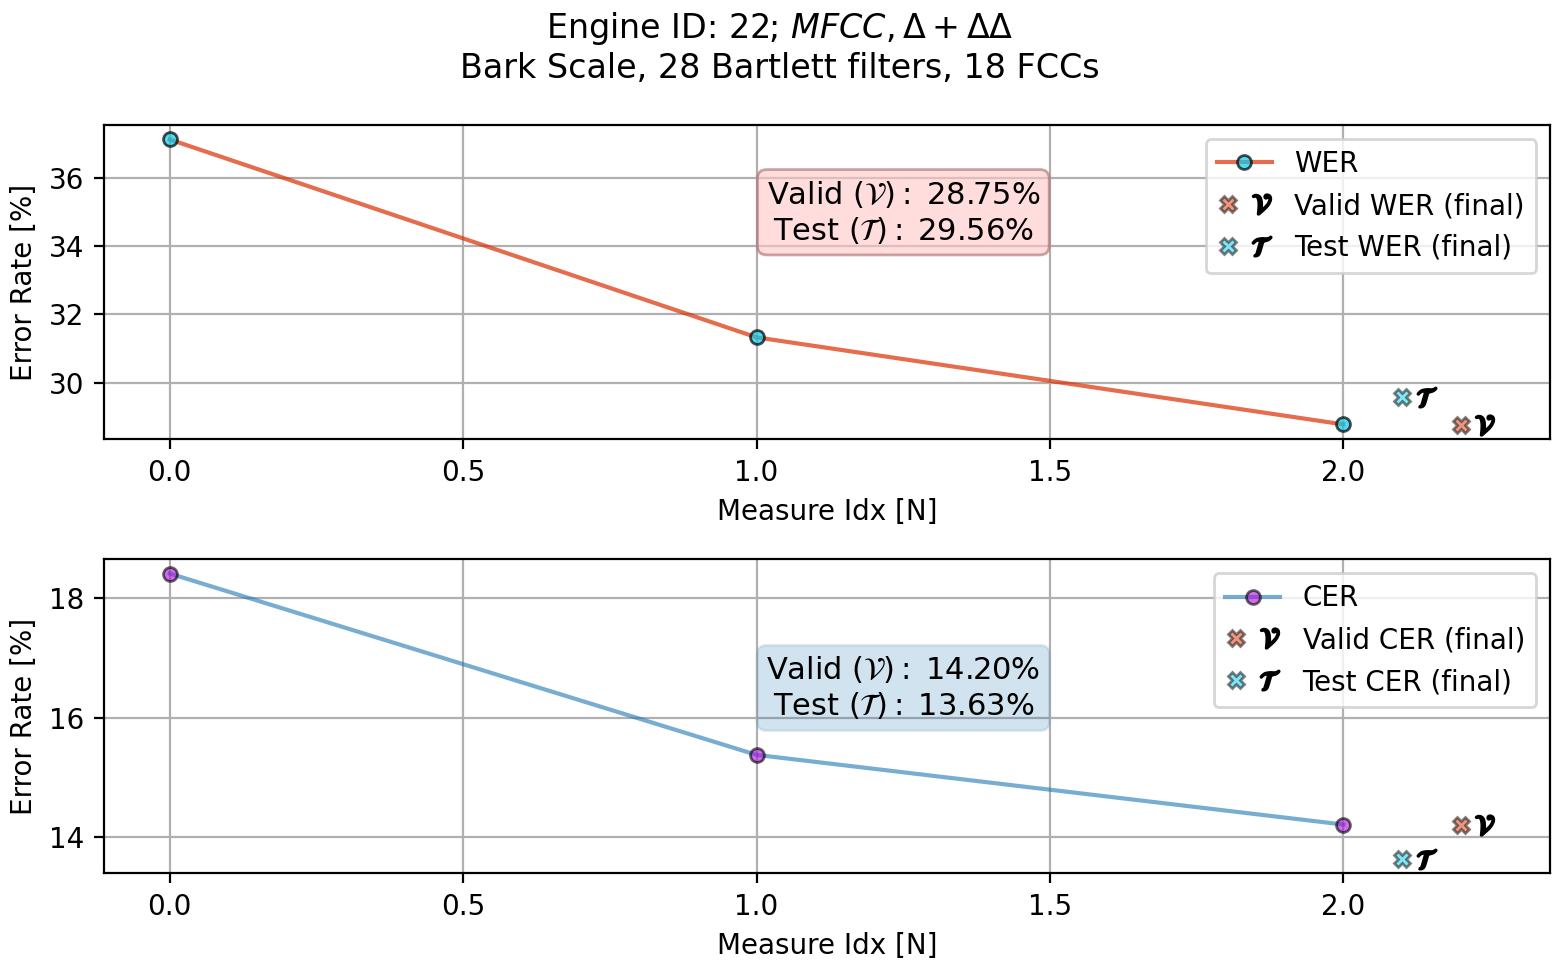 Engine ID: 22; MFCC, Δ + ΔΔ
Bark Scale, 28 Bartlett filters, 18 FCCs
Error Rate [%]
36
34
32
30
Valid (𝒱) : 28.75%
Test (𝒯) : 29.56%
WER
𝒱 Valid WER (final)
𝒯 Test WER (final)
𝒯
𝒱
0.0 0.5 1.0 1.5 2.0
Measure Idx [N]
Error Rate [%]
18
16
14
Valid (𝒱) : 14.20%
Test (𝒯) : 13.63%
CER
𝒱 Valid CER (final)
𝒯 Test CER (final)
𝒱
𝒯
0.0 0.5 1.0 1.5 2.0
Measure Idx [N]